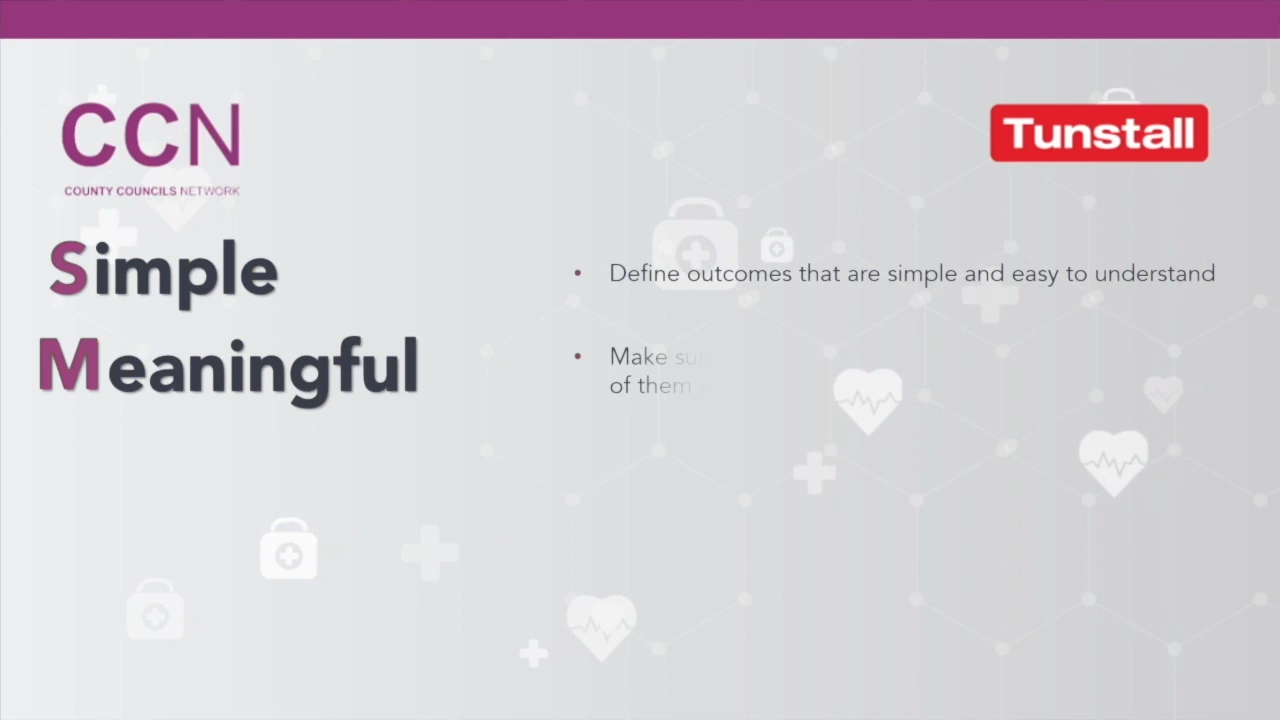 CCN
COUNTY COUNCILS NETWORK
Tunstall
Simple
• Define outcomes that are simple and easy to understand
Meaningful
• Make
of them